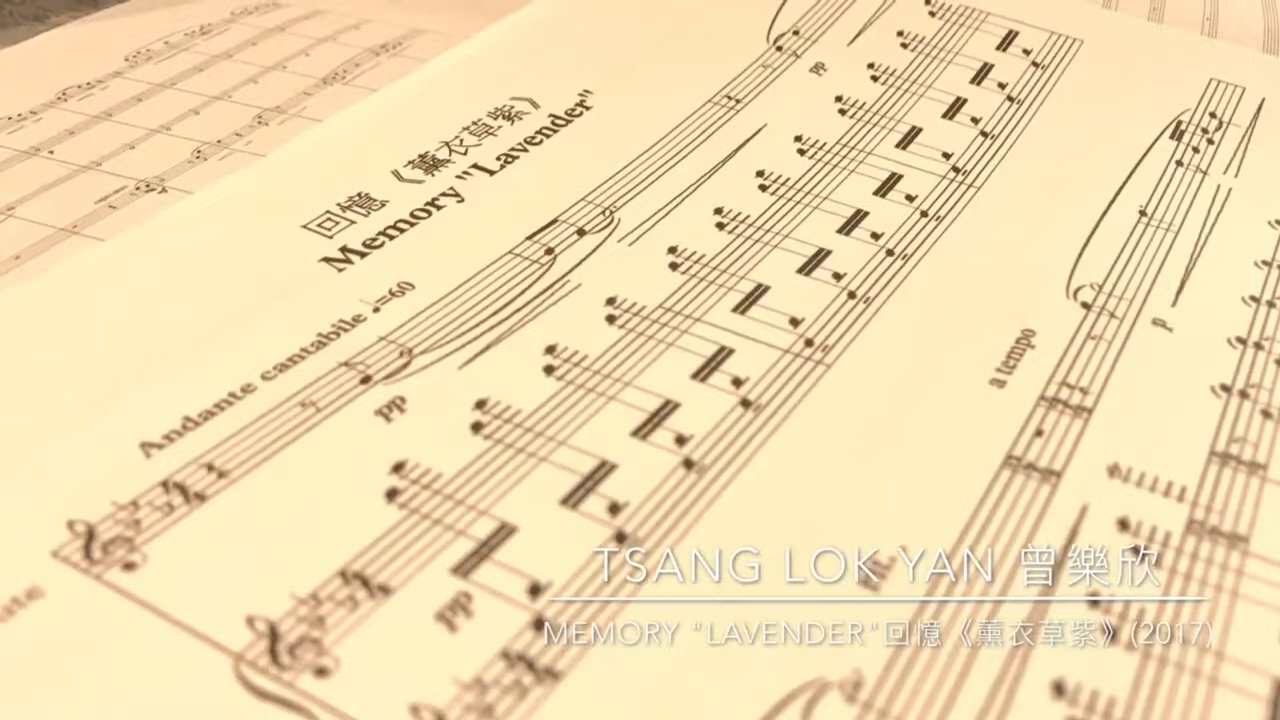 回憶《薰衣草紫》
Memory "Lavender"
Andante cantabile ♩=60
pp
pp
pp
a tempo
p
TSANG LOK YAN 曾樂欣
MEMORY "LAVENDER"回憶《薰衣草紫》(2017)